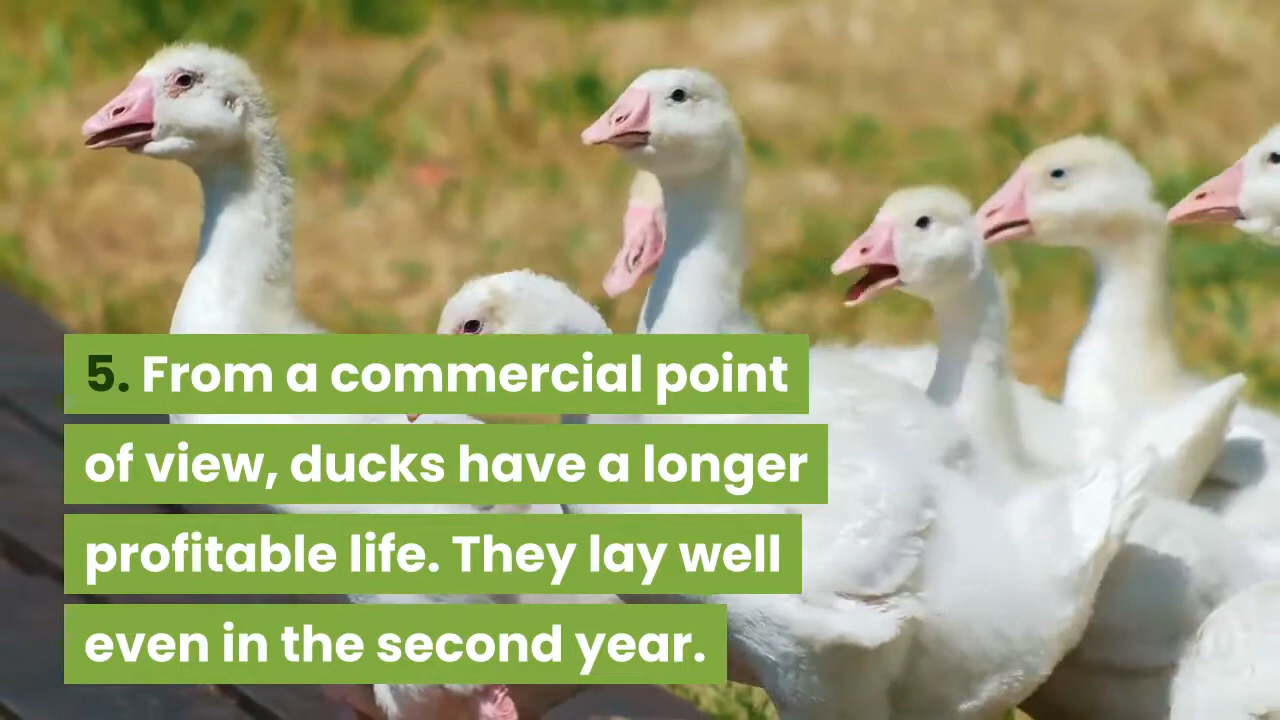 5. From a commercial point
of view, ducks have a longer
profitable life. They lay well
even in the second year.